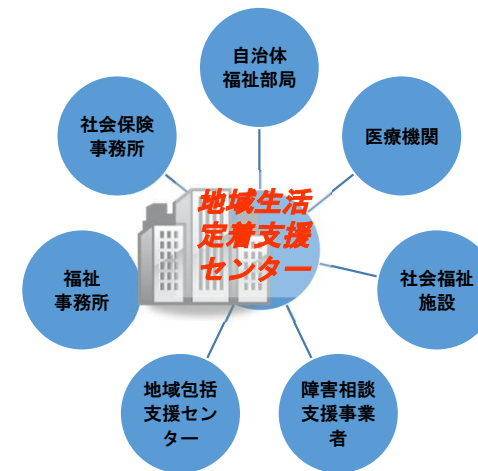 自治体
福祉部局
社会保険
事務所
医療機関
地域生活
定着支援
センター
福祉
事務所
社会福祉
施設
地域包括
支援セン
ター
障害相談
支援事業
者